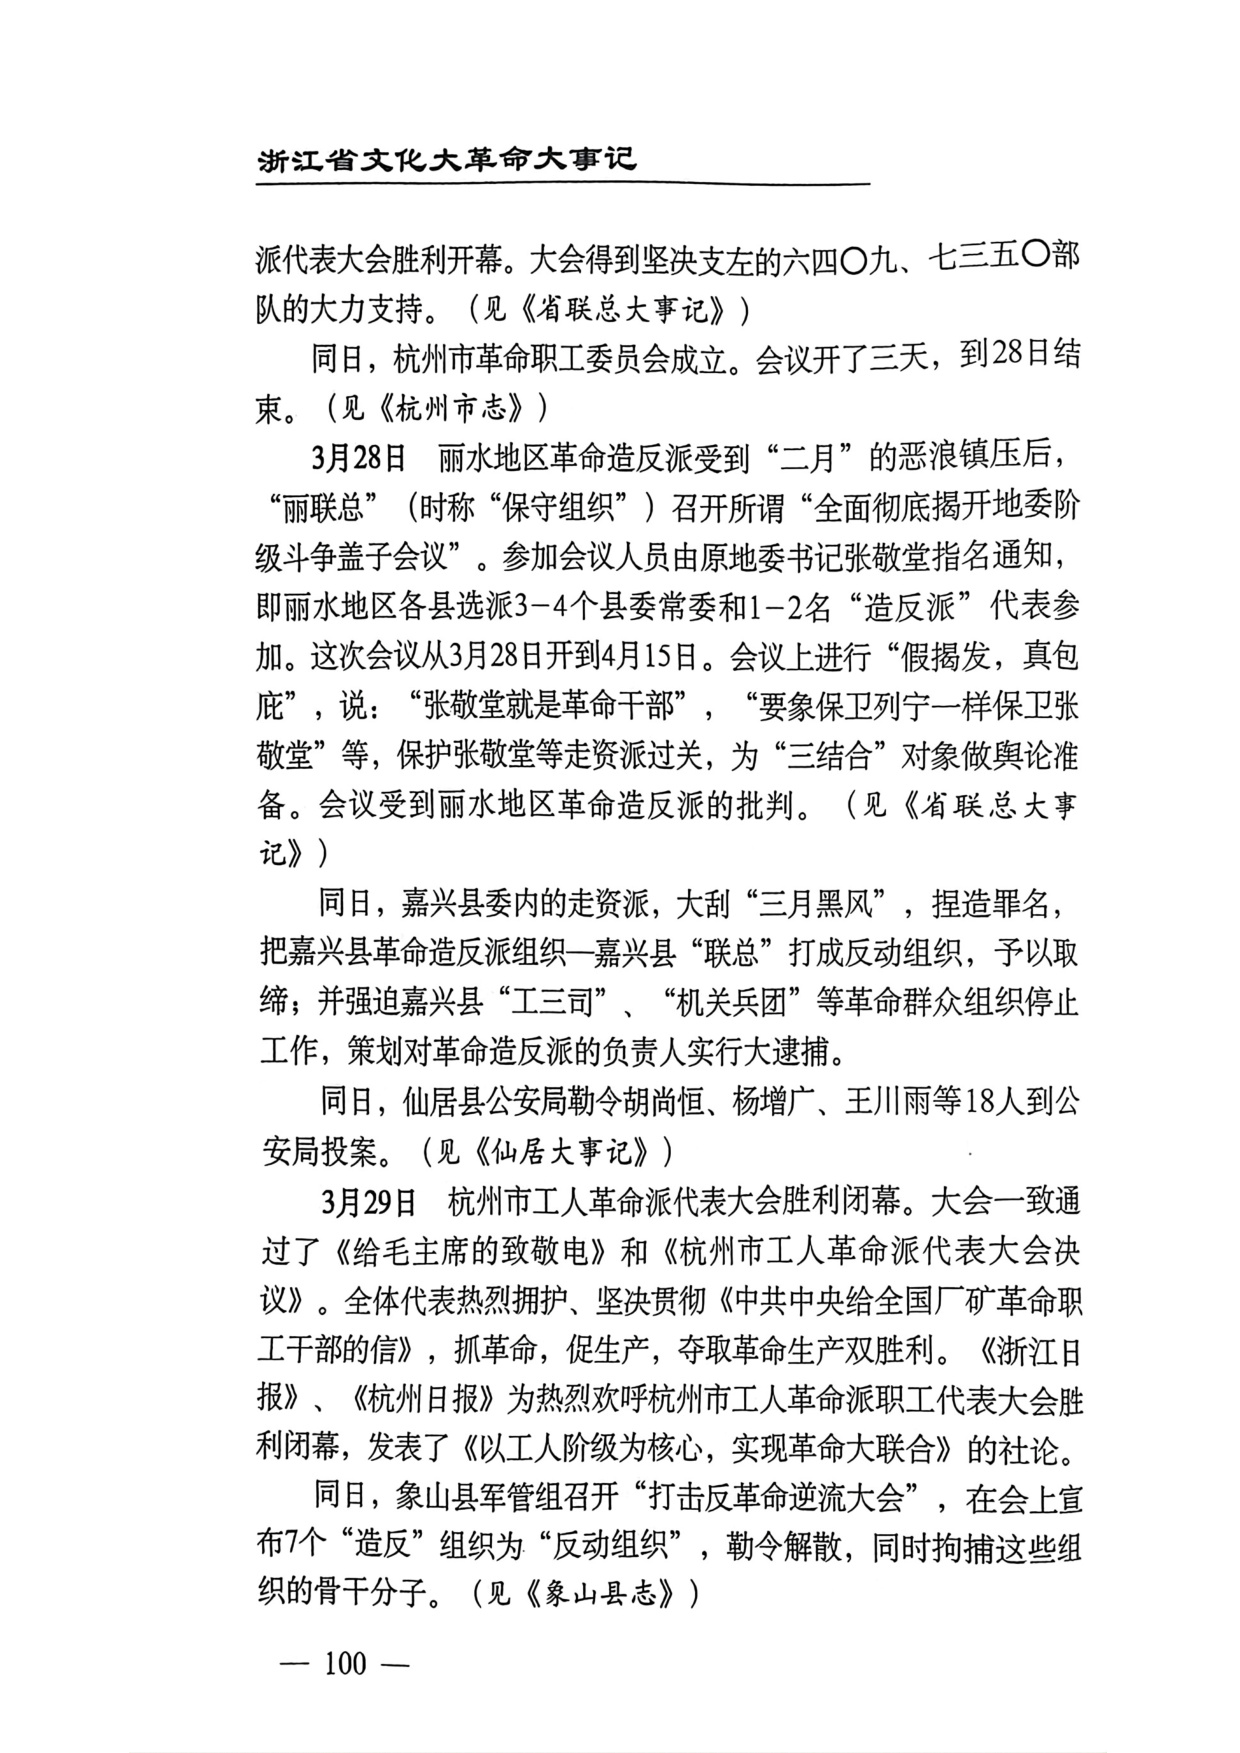 浙江省文化大革命大事记
派代表大会胜利开幕。大会得到坚决支左的六四〇九、七三五〇部
队的大力支持。（见《省联总大事记》）
同日，杭州市革命职工委员会成立。会议开了三天，到28日结
束。（见《杭州市志》）
3月28日　丽水地区革命造反派受到“二月”的恶浪镇压后，
“丽联总”（时称“保守组织”）召开所谓“全面彻底揭开地委阶
级斗争盖子会议”。参加会议人员由原地委书记张敬堂指名通知，
即丽水地区各县选派3-4个县委常委和1-2名“造反派”代表参
加。这次会议从3月28日开到4月15日。会议上进行“假揭发，真包
庇”，说：“张敬堂就是革命干部”，“要象保卫列宁一样保卫张
敬堂”等，保护张敬堂等走资派过关，为“三结合”对象做舆论准
备。会议受到丽水地区革命造反派的批判。（见《省联总大事
记》）
同日，嘉兴县委内的走资派，大刮“三月黑风”，捏造罪名，
把嘉兴县革命造反派组织—嘉兴县“联总”打成反动组织，予以取
缔；并强迫嘉兴县“工三司”、“机关兵团”等革命群众组织停止
工作，策划对革命造反派的负责人实行大逮捕。
同日，仙居县公安局勒令胡尚恒、杨增广、王川雨等18人到公
安局投案。（见《仙居大事记》）
3月29日　杭州市工人革命派代表大会胜利闭幕。大会一致通
过了《给毛主席的致敬电》和《杭州市工人革命派代表大会决
议》。全体代表热烈拥护、坚决贯彻《中共中央给全国厂矿革命职
工干部的信》，抓革命，促生产，夺取革命生产双胜利。《浙江日
报》、《杭州日报》为热烈欢呼杭州市工人革命派职工代表大会胜
利闭幕，发表了《以工人阶级为核心，实现革命大联合》的社论。
同日，象山县军管组召开“打击反革命逆流大会”，在会上宣
布7个“造反”组织为“反动组织”，勒令解散，同时拘捕这些组
织的骨干分子。（见《象山县志》）
— 100 —